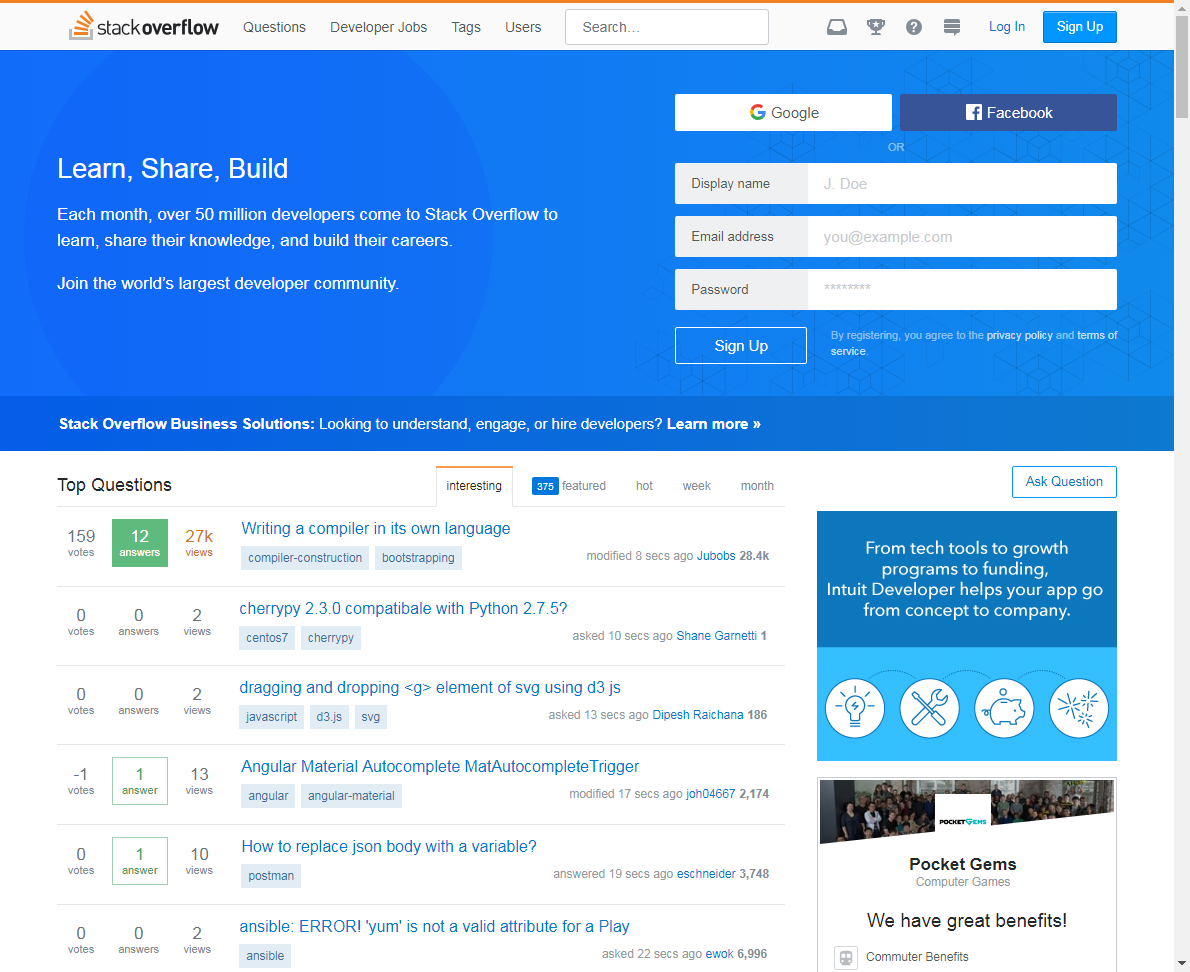 stackoverflow Questions Developer Jobs Tags Users Search… Log In Sign Up
Google Facebook
OR
Learn, Share, Build
Each month, over 50 million developers come to Stack Overflow to
learn, share their knowledge, and build their careers.
Join the world’s largest developer community.
Display name J. Doe
Email address you@example.com
Password ********
Sign Up
By registering, you agree to the privacy policy and terms of
service.
Stack Overflow Business Solutions: Looking to understand, engage, or hire developers? Learn more »
Top Questions interesting 375 featured hot week month
Ask Question
159 votes 12 answers 27k views
Writing a compiler in its own language
compiler-construction bootstrapping
modified 8 secs ago Jubobs 28.4k
0 votes 0 answers 2 views
cherrypy 2.3.0 compatibale with Python 2.7.5?
centos7 cherrypy
asked 10 secs ago Shane Garnetti 1
0 votes 0 answers 2 views
dragging and dropping <g> element of svg using d3 js
javascript d3.js svg
asked 13 secs ago Dipesh Raichana 186
-1 votes 1 answer 13 views
Angular Material Autocomplete MatAutocompleteTrigger
angular angular-material
modified 17 secs ago joh04667 2,174
0 votes 1 answer 10 views
How to replace json body with a variable?
postman
answered 19 secs ago eschneider 3,748
0 votes 0 answers 2 views
ansible: ERROR! 'yum' is not a valid attribute for a Play
ansible
asked 22 secs ago ewok 6,996
From tech tools to growth
programs to funding,
Intuit Developer helps your app go
from concept to company.
POCKET GEMS
Pocket Gems
Computer Games
We have great benefits!
Commuter Benefits